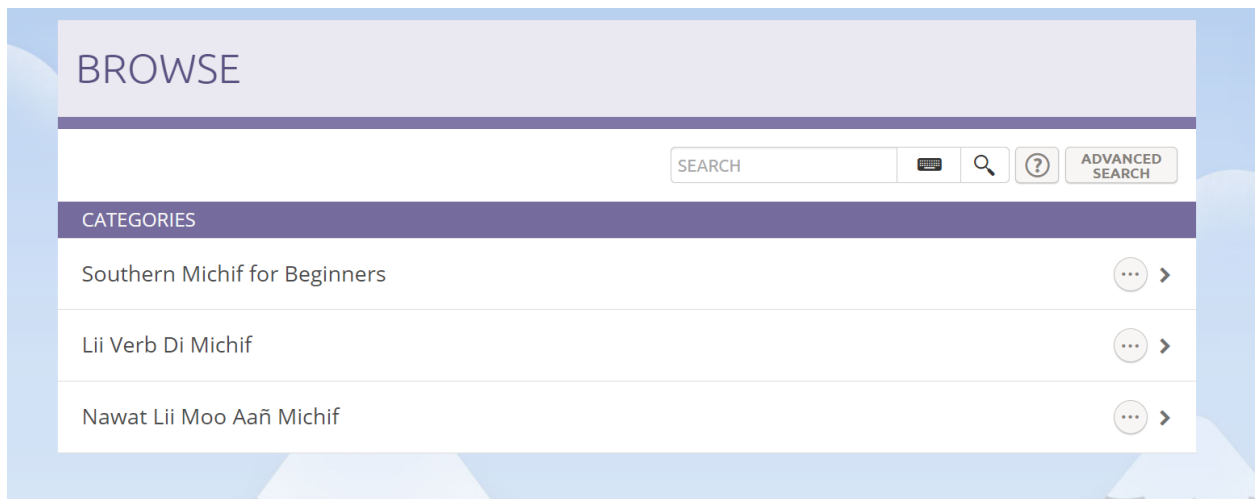 BROWSE
SEARCH
ADVANCED
SEARCH
CATEGORIES
Southern Michif for Beginners
Lii Verb Di Michif
Nawat Lii Moo Aañ Michif